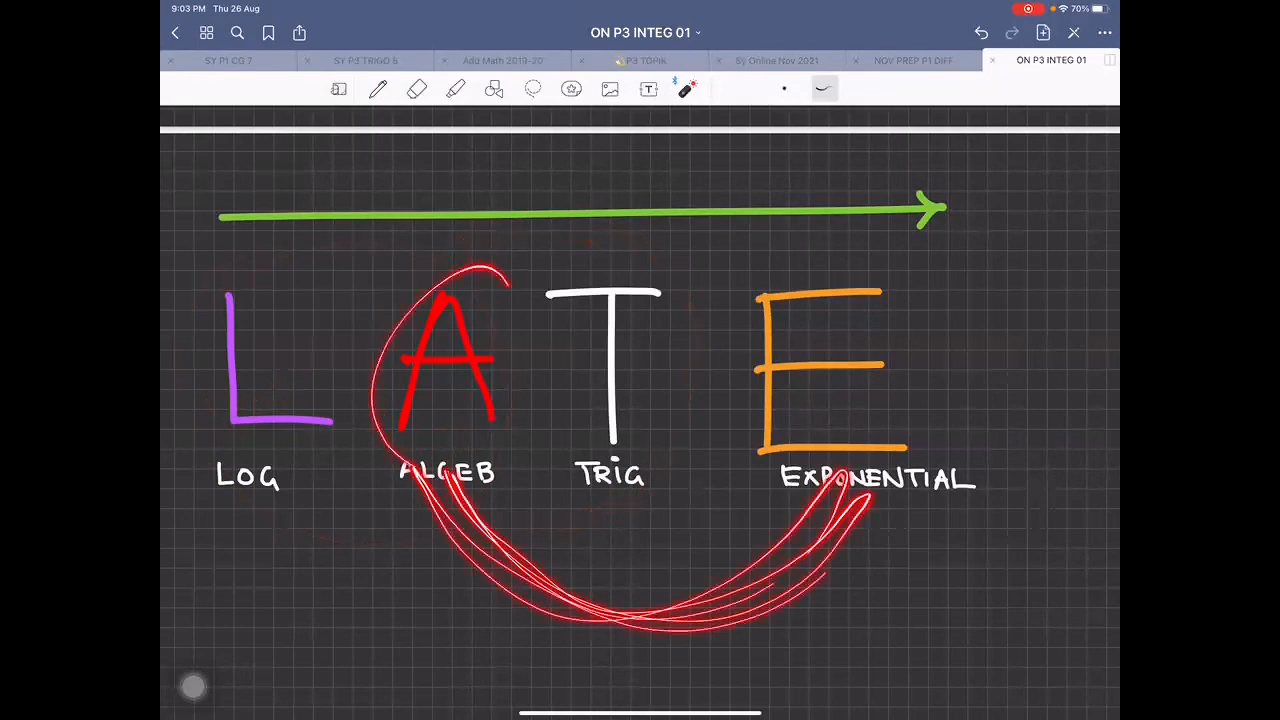 9:03 PM Thu 26 Aug
70%
ON P3 INTEG 01
SY P1 CG 7
SY P3 TRIGO 5
Add Math 2019-20
P3 TOPIK
Sy Online Nov 2021
NOV PREP P1 DIFF
ON P3 INTEG 01
T
L A T E
LOG ALGEB TRIG EXPONENTIAL